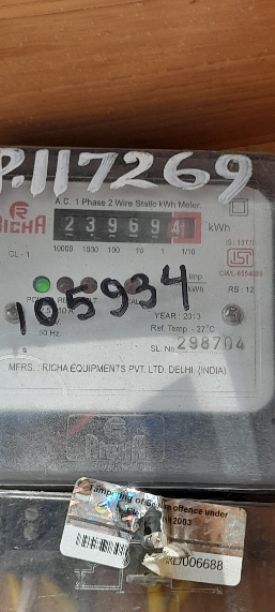 P.117269
A.C. 1 Phase 2 Wire Static kWh Meter
RICHA
2 3 9 6 9 4 kWh
10000 1000 100 10 1 1/10
IS: 13779
CL-1
ISI
105934
RS: 12
50 Hz.
YEAR: 2013
Ref. Temp. - 27°C
SL. No. 298704
MFRS.: RICHA EQUIPMENTS PVT. LTD. DELHI, (INDIA)
RICHA
offence under
2003
006688